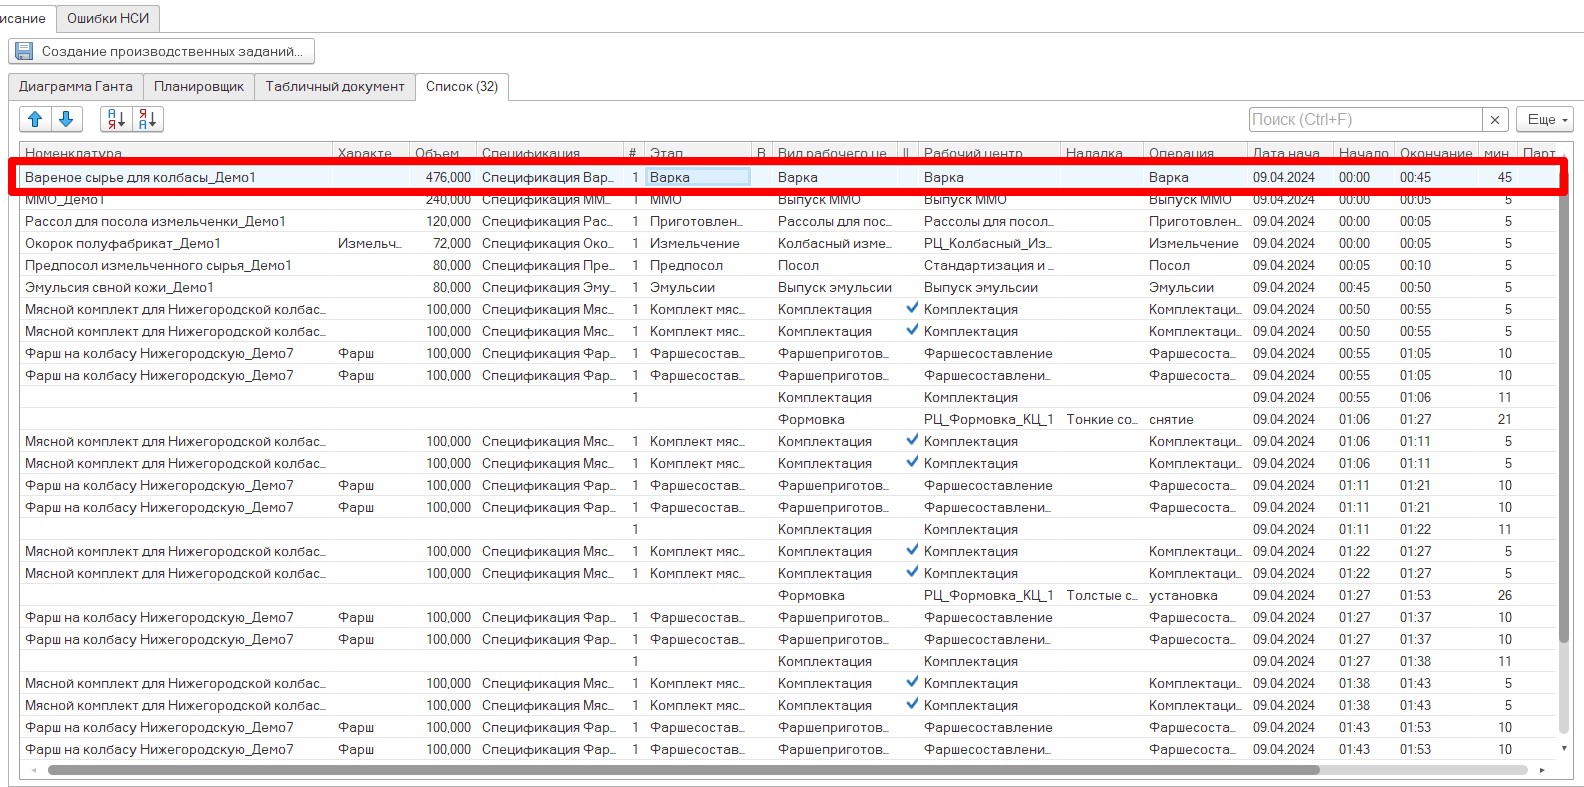 исание Ошибки НСИ
Создание производственных заданий...
Диаграмма Ганта Планировщик Табличный документ Список (32)
Поиск (Ctrl+F) × Еще
Номенклатура Характе Объем Спецификация # Этап В Вид рабочего це || Рабочий центр Наладка Операция Дата нача Начало Окончание мин Парт
Вареное сырье для колбасы_Демо1 476,000 Спецификация Вар... 1 Варка Варка Варка Варка 09.04.2024 00:00 00:45 45
ММО_Демо1 240,000 Спецификация ММ... 1 ММО Выпуск ММО Выпуск ММО Выпуск ММО 09.04.2024 00:00 00:05 5
Рассол для посола измельченки_Демо1 120,000 Спецификация Рас... 1 Приготовлен... Рассолы для пос... Рассолы для посол... Приготовлен... 09.04.2024 00:00 00:05 5
Окорок полуфабрикат_Демо1 Измельч... 72,000 Спецификация Око... 1 Измельчение Колбасный изме... РЦ_Колбасный_Из... Измельчение 09.04.2024 00:00 00:05 5
Предпосол измельченного сырья_Демо1 80,000 Спецификация Пре... 1 Предпосол Посол Стандартизация и ... Посол 09.04.2024 00:05 00:10 5
Эмульсия свной кожи_Демо1 80,000 Спецификация Эму... 1 Эмульсии Выпуск эмульсии Выпуск эмульсии Эмульсии 09.04.2024 00:45 00:50 5
Мясной комплект для Нижегородской колбас... 100,000 Спецификация Мяс... 1 Комплект мяс... Комплектация Комплектация Комплектаци... 09.04.2024 00:50 00:55 5
Мясной комплект для Нижегородской колбас... 100,000 Спецификация Мяс... 1 Комплект мяс... Комплектация Комплектация Комплектаци... 09.04.2024 00:50 00:55 5
Фарш на колбасу Нижегородскую_Демо7 Фарш 100,000 Спецификация Фар... 1 Фаршесостав... Фаршеприготов... Фаршесоставление Фаршесоста... 09.04.2024 00:55 01:05 10
Фарш на колбасу Нижегородскую_Демо7 Фарш 100,000 Спецификация Фар... 1 Фаршесостав... Фаршеприготов... Фаршесоставлени... Фаршесоста... 09.04.2024 00:55 01:05 10
1 Комплектация Комплектация 09.04.2024 00:55 01:06 11
Формовка РЦ_Формовка_КЦ_1 Тонкие со... снятие 09.04.2024 01:06 01:27 21
Мясной комплект для Нижегородской колбас... 100,000 Спецификация Мяс... 1 Комплект мяс... Комплектация Комплектация Комплектаци... 09.04.2024 01:06 01:11 5
Мясной комплект для Нижегородской колбас... 100,000 Спецификация Мяс... 1 Комплект мяс... Комплектация Комплектация Комплектаци... 09.04.2024 01:06 01:11 5
Фарш на колбасу Нижегородскую_Демо7 Фарш 100,000 Спецификация Фар... 1 Фаршесостав... Фаршеприготов... Фаршесоставление Фаршесоста... 09.04.2024 01:11 01:21 10
Фарш на колбасу Нижегородскую_Демо7 Фарш 100,000 Спецификация Фар... 1 Фаршесостав... Фаршеприготов... Фаршесоставлени... Фаршесоста... 09.04.2024 01:11 01:21 10
1 Комплектация Комплектация 09.04.2024 01:11 01:22 11
Мясной комплект для Нижегородской колбас... 100,000 Спецификация Мяс... 1 Комплект мяс... Комплектация Комплектация Комплектаци... 09.04.2024 01:22 01:27 5
Мясной комплект для Нижегородской колбас... 100,000 Спецификация Мяс... 1 Комплект мяс... Комплектация Комплектация Комплектаци... 09.04.2024 01:22 01:27 5
Формовка РЦ_Формовка_КЦ_1 Толстые с... установка 09.04.2024 01:27 01:53 26
Фарш на колбасу Нижегородскую_Демо7 Фарш 100,000 Спецификация Фар... 1 Фаршесостав... Фаршеприготов... Фаршесоставление Фаршесоста... 09.04.2024 01:27 01:37 10
Фарш на колбасу Нижегородскую_Демо7 Фарш 100,000 Спецификация Фар... 1 Фаршесостав... Фаршеприготов... Фаршесоставлени... Фаршесоста... 09.04.2024 01:27 01:37 10
1 Комплектация Комплектация 09.04.2024 01:27 01:38 11
Мясной комплект для Нижегородской колбас... 100,000 Спецификация Мяс... 1 Комплект мяс... Комплектация Комплектация Комплектаци... 09.04.2024 01:38 01:43 5
Мясной комплект для Нижегородской колбас... 100,000 Спецификация Мяс... 1 Комплект мяс... Комплектация Комплектация Комплектаци... 09.04.2024 01:38 01:43 5
Фарш на колбасу Нижегородскую_Демо7 Фарш 100,000 Спецификация Фар... 1 Фаршесостав... Фаршеприготов... Фаршесоставление Фаршесоста... 09.04.2024 01:43 01:53 10
Фарш на колбасу Нижегородскую_Демо7 Фарш 100,000 Спецификация Фар... 1 Фаршесостав... Фаршеприготов... Фаршесоставлени... Фаршесоста... 09.04.2024 01:43 01:53 10